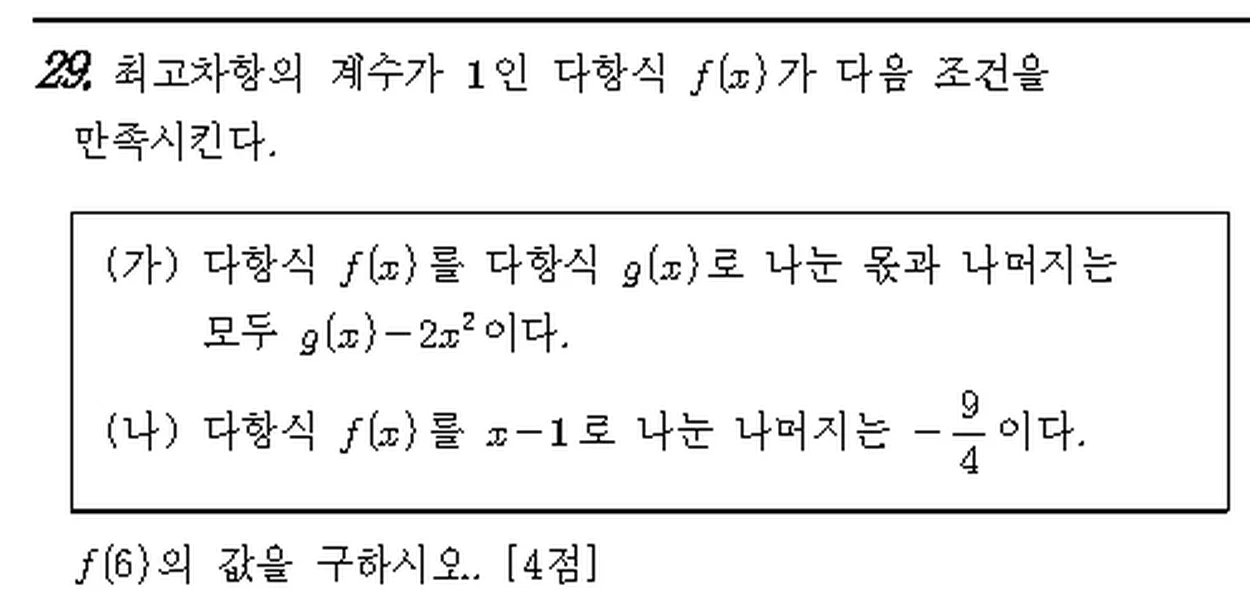 29. 최고차항의 계수가 1인 다항식 f(x)가 다음 조건을
만족시킨다.
(가) 다항식 f(x)를 다항식 g(x)로 나눈 몫과 나머지는
모두 g(x)-2x²이다.
(나) 다항식 f(x)를 x-1로 나눈 나머지는 -9/4이다.
f(6)의 값을 구하시오.. [4점]